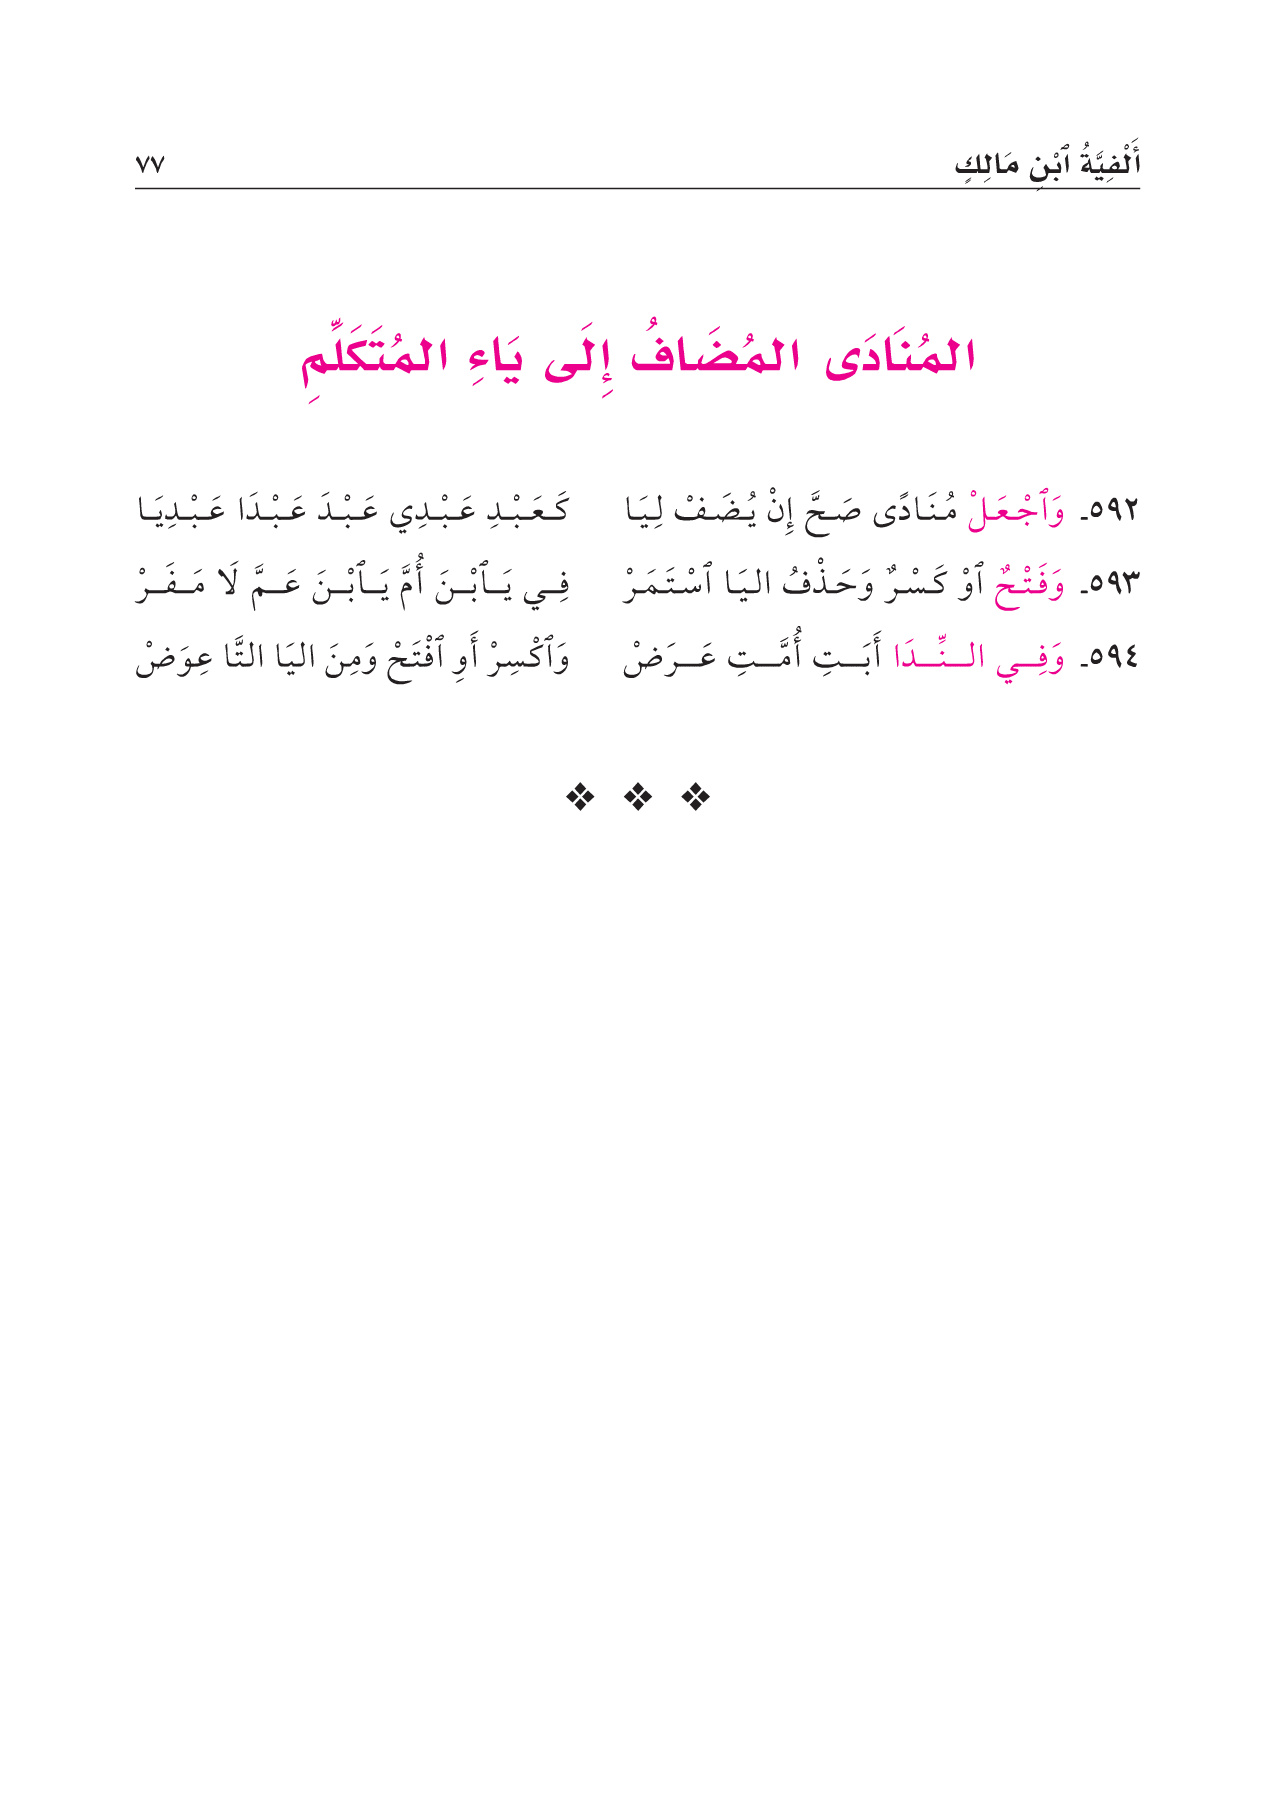 أَلْفِيَّةُ ٱبْنِ مَالِكٍ ٧٧
المُنَادَى المُضَافُ إِلَى يَاءِ المُتَكَلِّمِ
٥٩٢ـ وَٱجْعَلْ مُنَادًى صَحَّ إِنْ يُضَفْ لِيَا كَعَبْدِ عَبْدِي عَبْدَ عَبْدَا عَبْدِيَا
٥٩٣ـ وَفَتْحٌ ٱوْ كَسْرٌ وَحَذْفُ اليَا ٱسْتَمَرْ فِي يَٱبْنَ أُمَّ يَٱبْنَ عَمَّ لَا مَفَرْ
٥٩٤ـ وَفِي النِّدَا أَبَتِ أُمَّتِ عَرَضْ وَٱكْسِرْ أَوِ ٱفْتَحْ وَمِنَ اليَا التَّا عِوَضْ